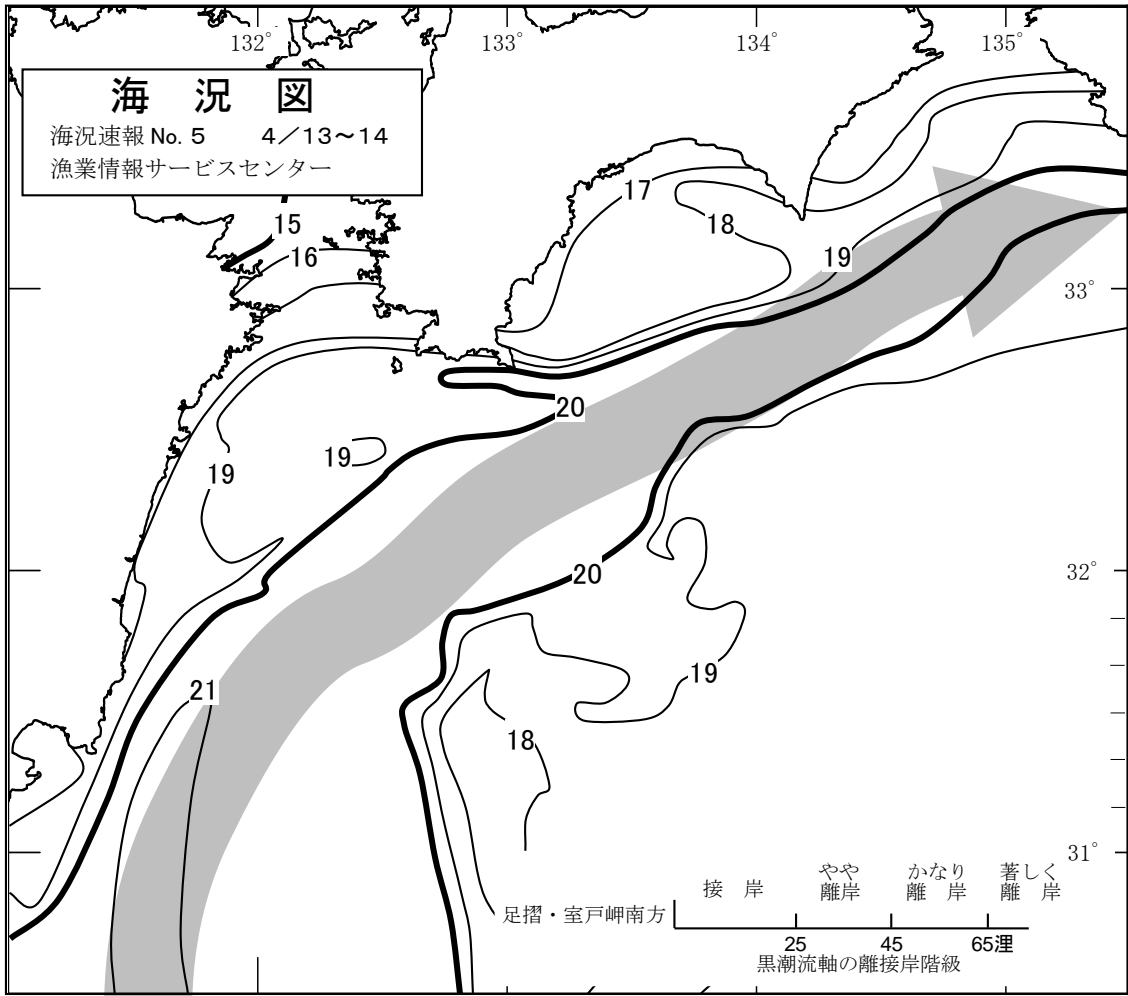 132° 133° 134° 135°
海 況 図
海況速報 No. 5 4/13~14
漁業情報サービスセンター
17
18
15
16
19
33°
20
19
19
20
32°
19
21
18
31°
接 岸 やや離岸 かなり離 岸 著しく離 岸
足摺・室戸岬南方
25 45 65浬
黒潮流軸の離接岸階級